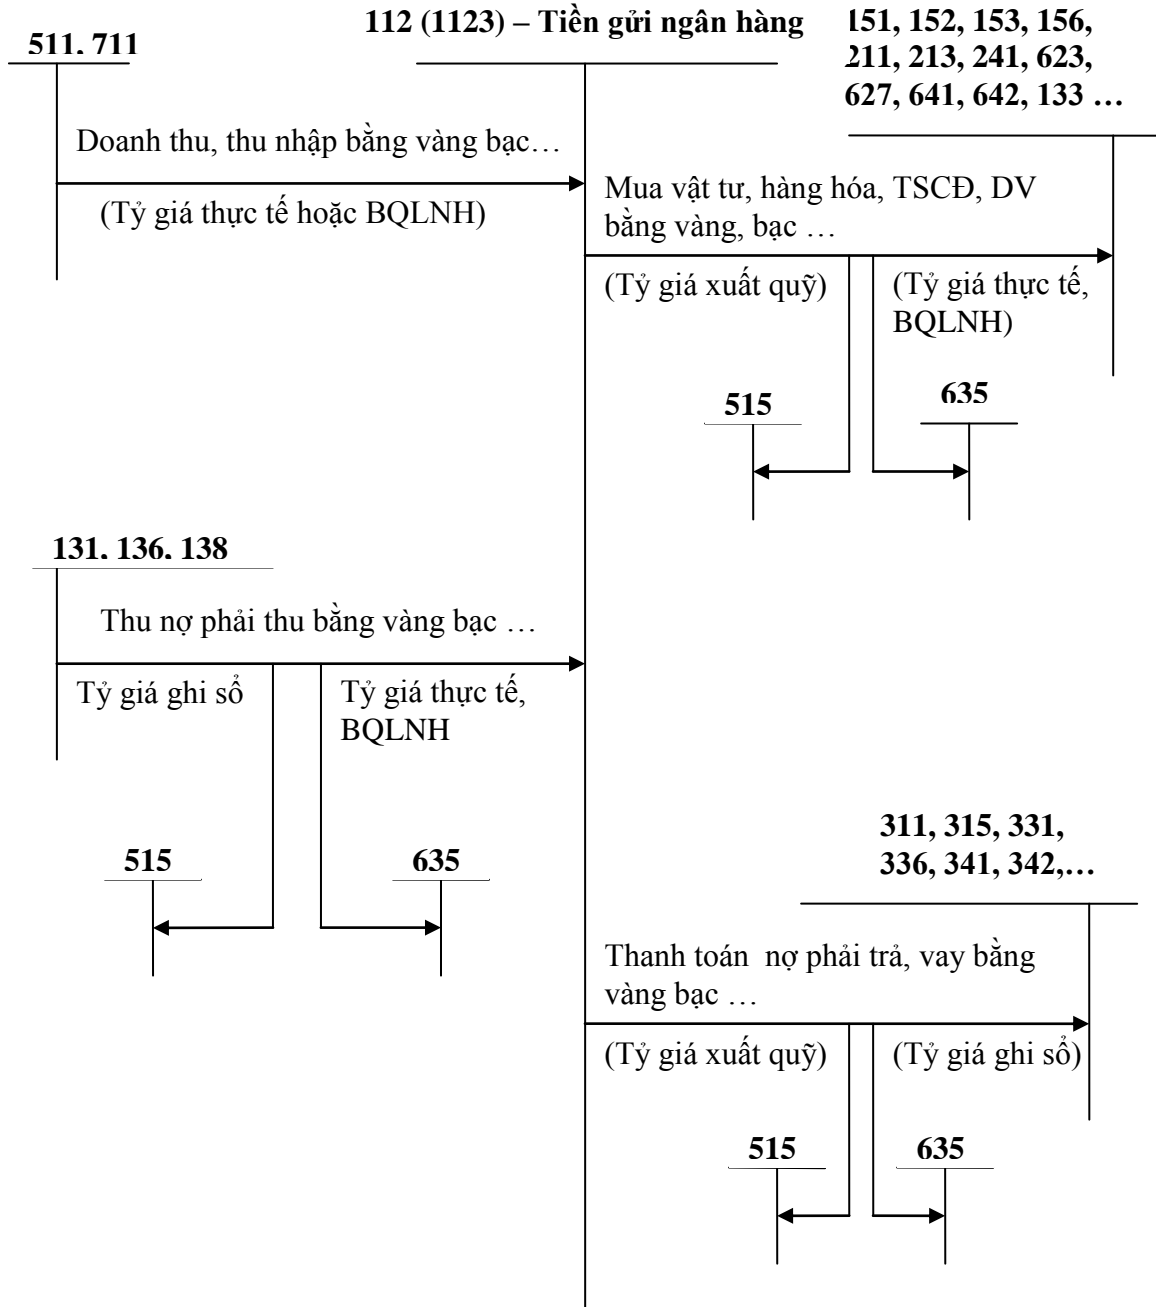 112 (1123) – Tiền gửi ngân hàng
511, 711
151, 152, 153, 156,
211, 213, 241, 623,
627, 641, 642, 133 …
Doanh thu, thu nhập bằng vàng bạc…
(Tỷ giá thực tế hoặc BQLNH)
Mua vật tư, hàng hóa, TSCĐ, DV
bằng vàng, bạc …
(Tỷ giá xuất quỹ)
(Tỷ giá thực tế,
BQLNH)
515
635
131, 136, 138
Thu nợ phải thu bằng vàng bạc …
Tỷ giá ghi sổ
Tỷ giá thực tế,
BQLNH
515
635
311, 315, 331,
336, 341, 342,…
Thanh toán nợ phải trả, vay bằng
vàng bạc …
(Tỷ giá xuất quỹ)
(Tỷ giá ghi sổ)
515
635